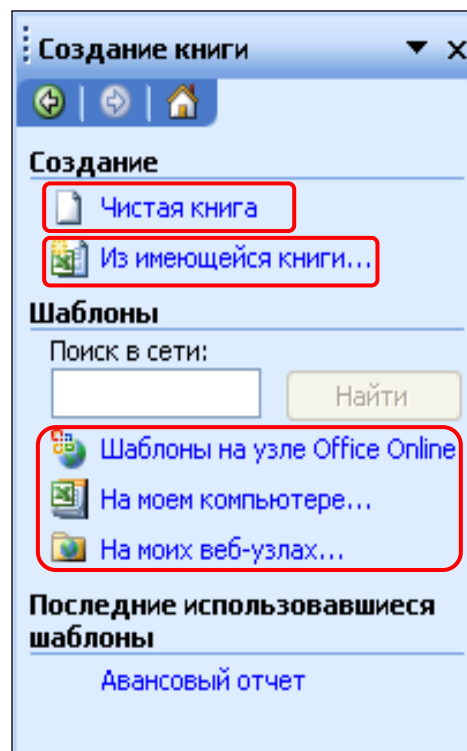 Создание книги
Создание
Чистая книга
Из имеющейся книги...
Шаблоны
Поиск в сети:
Найти
Шаблоны на узле Office Online
На моем компьютере...
На моих веб-узлах...
Последние использовавшиеся
шаблоны
Авансовый отчет